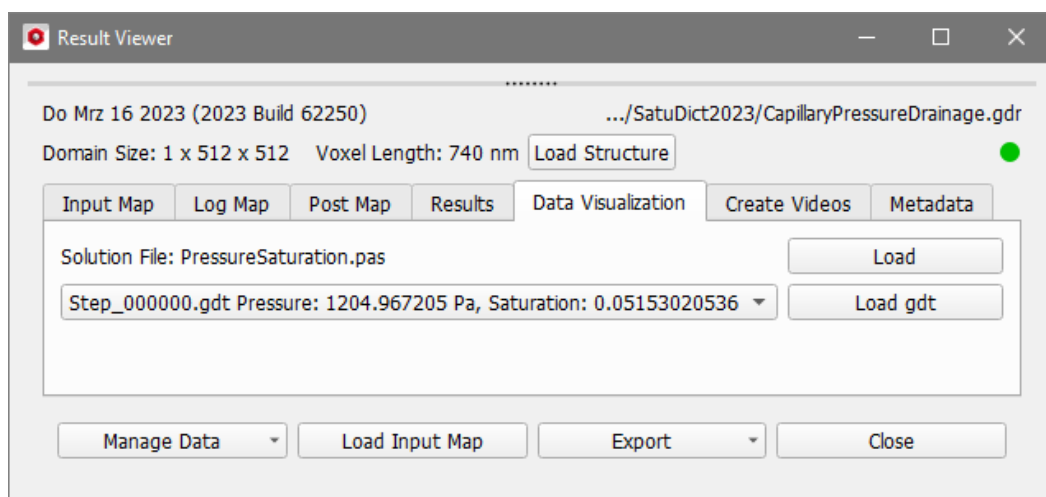 Result Viewer
Do Mrz 16 2023 (2023 Build 62250) .../SatuDict2023/CapillaryPressureDrainage.gdr
Domain Size: 1 x 512 x 512 Voxel Length: 740 nm Load Structure
Input Map Log Map Post Map Results Data Visualization Create Videos Metadata
Solution File: PressureSaturation.pas Load
Step_000000.gdt Pressure: 1204.967205 Pa, Saturation: 0.05153020536 Load gdt
Manage Data Load Input Map Export Close